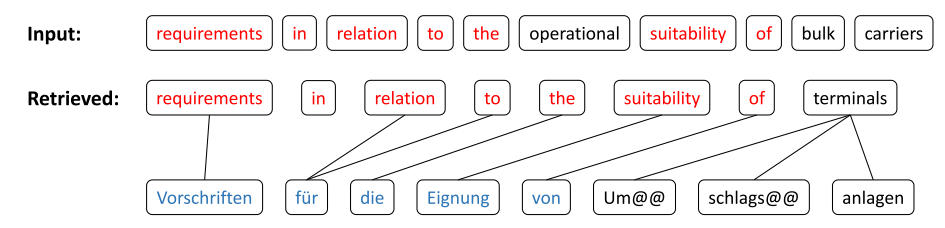 Input: requirements in relation to the operational suitability of bulk carriers
Retrieved: requirements in relation to the suitability of terminals
Vorschriften für die Eignung von Um@@ schlags@@ anlagen